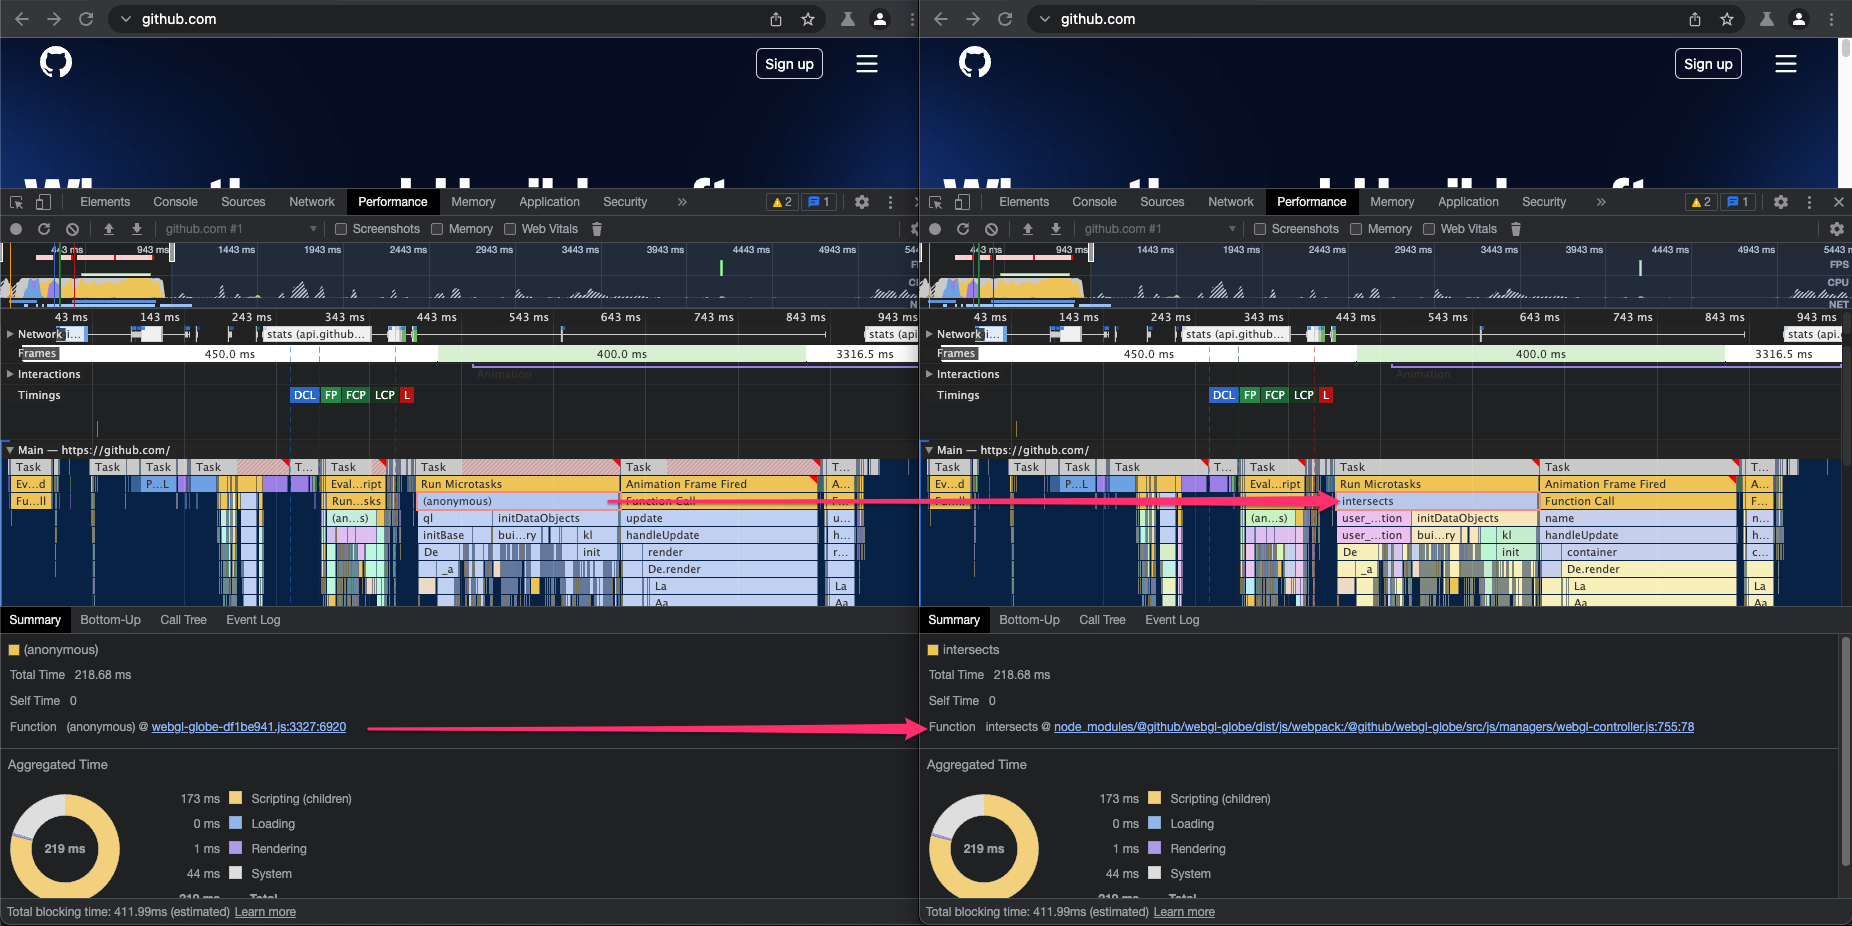 github.com
Sign up
Elements Console Sources Network Performance Memory Application Security » 2 1
github.com #1 Screenshots Memory Web Vitals
443 ms 943 ms 1443 ms 1943 ms 2443 ms 2943 ms 3443 ms 3943 ms 4443 ms 4943 ms
43 ms 143 ms 243 ms 343 ms 443 ms 543 ms 643 ms 743 ms 843 ms 943 ms
Network i... stats (api.github... stats (api
Frames 450.0 ms 400.0 ms 3316.5 ms
Interactions Animation
Timings DCL FP FCP LCP L
Main — https://github.com/
Task Task Task Task T... Task Task Task T...
Ev...d P...L Eval...ript Run Microtasks Animation Frame Fired A...
Fu...ll Run...sks (anonymous) Function Call
(an...s) ql initDataObjects update u...
initBase bui...ry kl handleUpdate h...
De init render r...
_a De.render
La La
Aa Aa
Summary Bottom-Up Call Tree Event Log
(anonymous)
Total Time 218.68 ms
Self Time 0
Function (anonymous) @ webgl-globe-df1be941.js:3327:6920
Aggregated Time
173 ms Scripting (children)
0 ms Loading
219 ms
1 ms Rendering
44 ms System
219 ms Total
Total blocking time: 411.99ms (estimated) Learn more
github.com
Sign up
Elements Console Sources Network Performance Memory Application Security » 2 1
github.com #1 Screenshots Memory Web Vitals
443 ms 943 ms 1443 ms 1943 ms 2443 ms 2943 ms 3443 ms 3943 ms 4443 ms 4943 ms 5443 m
FPS
CPU
NET
43 ms 143 ms 243 ms 343 ms 443 ms 543 ms 643 ms 743 ms 843 ms 943 ms
Network i... stats (api.github... stats (api.
Frames 450.0 ms 400.0 ms 3316.5 ms
Interactions Animation
Timings DCL FP FCP LCP L
Main — https://github.com/
Task Task Task Task T... Task Task Task T...
Ev...d P...L Eval...ript Run Microtasks Animation Frame Fired A...
intersects Function Call F...
(an...s) user_...tion initDataObjects name n...
user_...tion bui...ry kl handleUpdate h...
De init container c...
_a De.render
La La
Aa Aa
Summary Bottom-Up Call Tree Event Log
intersects
Total Time 218.68 ms
Self Time 0
Function intersects @ node_modules/@github/webgl-globe/dist/js/webpack:/@github/webgl-globe/src/js/managers/webgl-controller.js:755:78
Aggregated Time
173 ms Scripting (children)
0 ms Loading
219 ms
1 ms Rendering
44 ms System
219 ms Total
Total blocking time: 411.99ms (estimated) Learn more